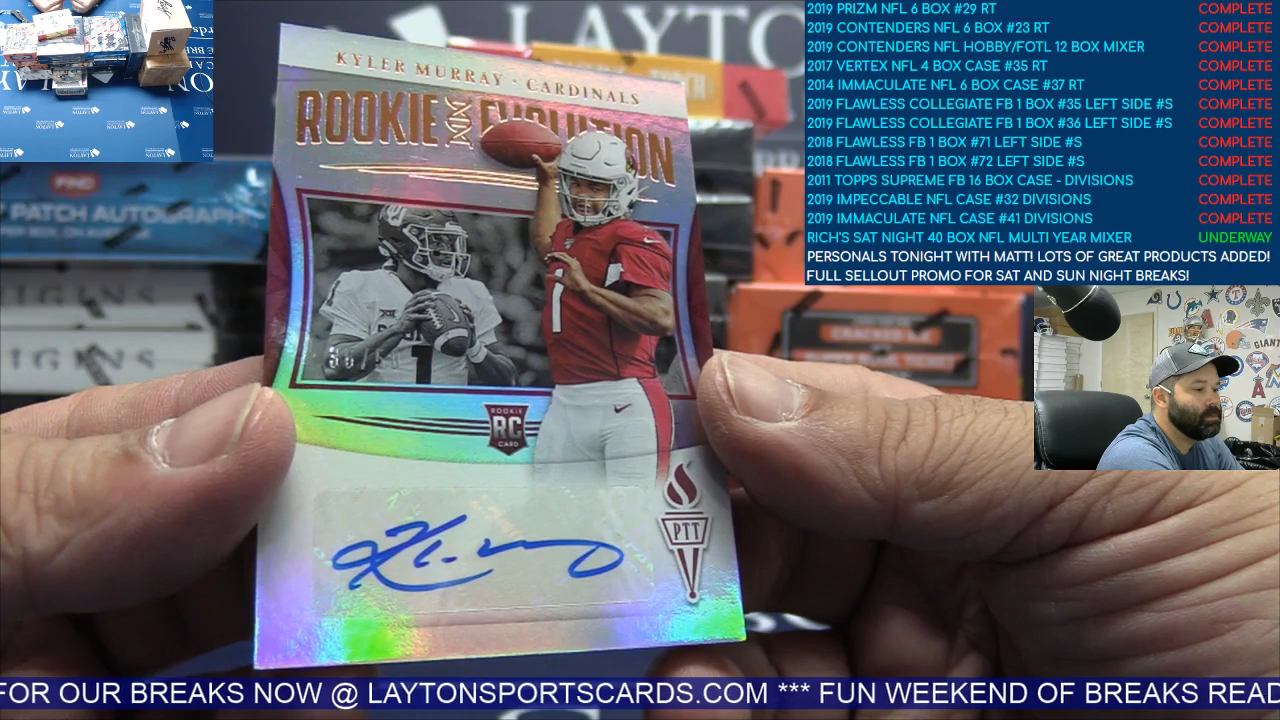 LAYTON
KYLER MURRAY · CARDINALS
ROOKIE EVOLUTION
1
1
ROOKIE
RC
CARD
PTT
PATCH AUTOGRAPH
2019 PRIZM NFL 6 BOX #29 RT COMPLETE
2019 CONTENDERS NFL 6 BOX #23 RT COMPLETE
2019 CONTENDERS NFL HOBBY/FOTL 12 BOX MIXER COMPLETE
2017 VERTEX NFL 4 BOX CASE #35 RT COMPLETE
2014 IMMACULATE NFL 6 BOX CASE #37 RT COMPLETE
2019 FLAWLESS COLLEGIATE FB 1 BOX #35 LEFT SIDE #S COMPLETE
2019 FLAWLESS COLLEGIATE FB 1 BOX #36 LEFT SIDE #S COMPLETE
2018 FLAWLESS FB 1 BOX #71 LEFT SIDE #S COMPLETE
2018 FLAWLESS FB 1 BOX #72 LEFT SIDE #S COMPLETE
2011 TOPPS SUPREME FB 16 BOX CASE - DIVISIONS COMPLETE
2019 IMPECCABLE NFL CASE #32 DIVISIONS COMPLETE
2019 IMMACULATE NFL CASE #41 DIVISIONS COMPLETE
RICH'S SAT NIGHT 40 BOX NFL MULTI YEAR MIXER UNDERWAY
PERSONALS TONIGHT WITH MATT! LOTS OF GREAT PRODUCTS ADDED!
FULL SELLOUT PROMO FOR SAT AND SUN NIGHT BREAKS!
FOR OUR BREAKS NOW @ LAYTONSPORTSCARDS.COM *** FUN WEEKEND OF BREAKS READ